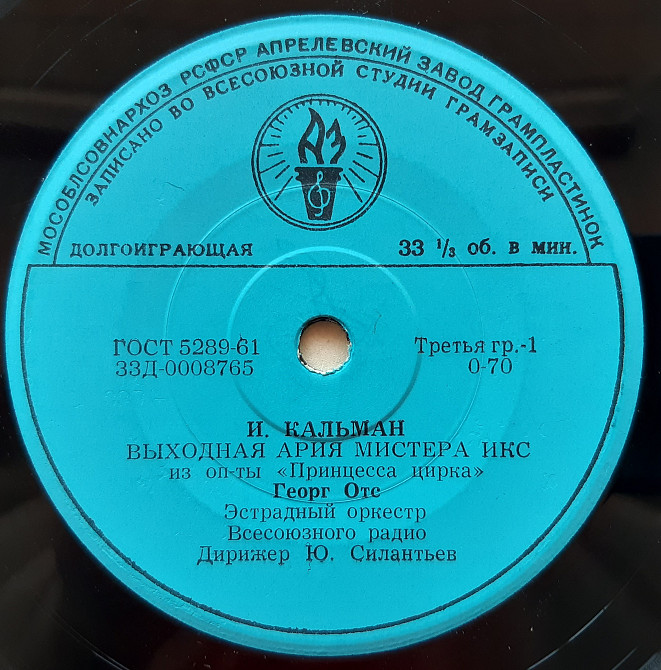 МОСОБЛСОВНАРХОЗ РСФСР АПРЕЛЕВСКИЙ ЗАВОД ГРАМПЛАСТИНОК
ЗАПИСАНО ВО ВСЕСОЮЗНОЙ СТУДИИ ГРАМЗАПИСИ
АЗ
ДОЛГОИГРАЮЩАЯ 33 1/3 об. в мин.
ГОСТ 5289-61 Третья гр.-1
33Д-0008765 0-70
И. КАЛЬМАН
ВЫХОДНАЯ АРИЯ МИСТЕРА ИКС
из оп-ты «Принцесса цирка»
Георг Отс
Эстрадный оркестр
Всесоюзного радио
Дирижер Ю. Силантьев